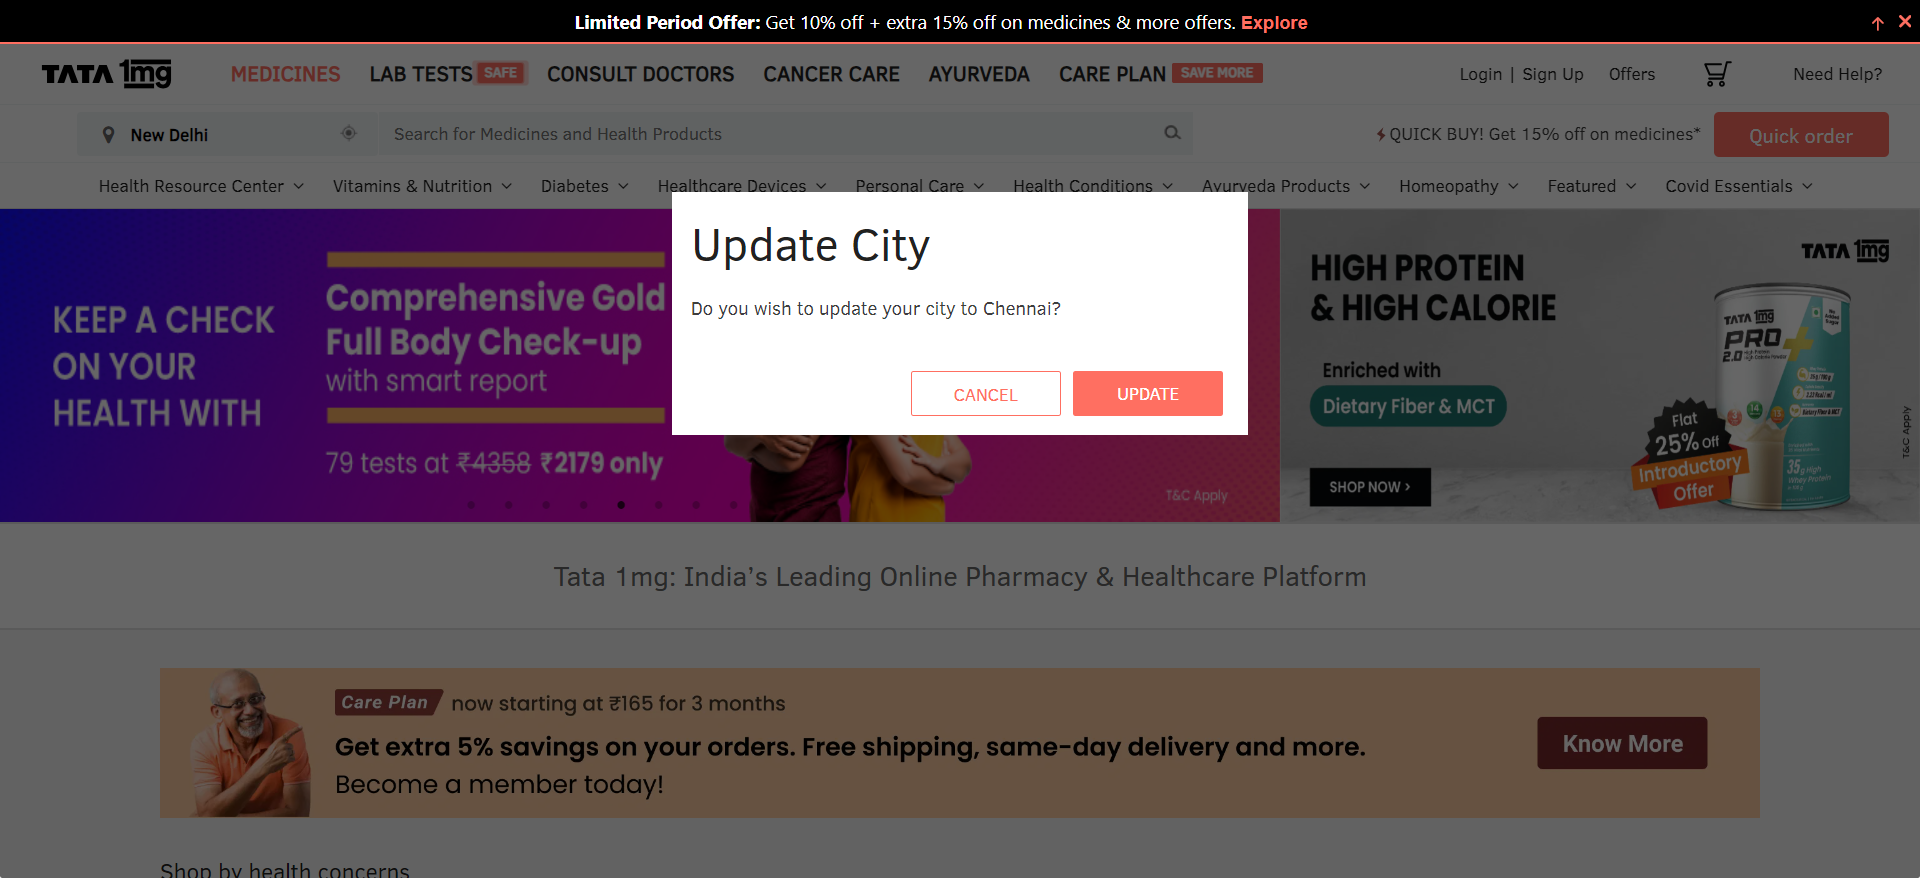 Limited Period Offer: Get 10% off + extra 15% off on medicines & more offers. Explore
TATA 1mg MEDICINES LAB TESTS SAFE CONSULT DOCTORS CANCER CARE AYURVEDA CARE PLAN SAVE MORE Login | Sign Up Offers Need Help?
New Delhi Search for Medicines and Health Products QUICK BUY! Get 15% off on medicines* Quick order
Health Resource Center Vitamins & Nutrition Diabetes Healthcare Devices Personal Care Health Conditions Ayurveda Products Homeopathy Featured Covid Essentials
KEEP A CHECK
ON YOUR
HEALTH WITH
Comprehensive Gold
Full Body Check-up
with smart report
79 tests at ₹4358 ₹2179 only
T&C Apply
Update City
Do you wish to update your city to Chennai?
CANCEL UPDATE
TATA 1mg
HIGH PROTEIN
& HIGH CALORIE
Enriched with
Dietary Fiber & MCT
SHOP NOW ›
TATA 1mg
PRO+
2.0
35g High
Whey Protein
Flat
25% Off
Introductory
Offer
T&C Apply
Tata 1mg: India’s Leading Online Pharmacy & Healthcare Platform
Care Plan now starting at ₹165 for 3 months
Get extra 5% savings on your orders. Free shipping, same-day delivery and more.
Become a member today!
Know More
Shop by health concerns